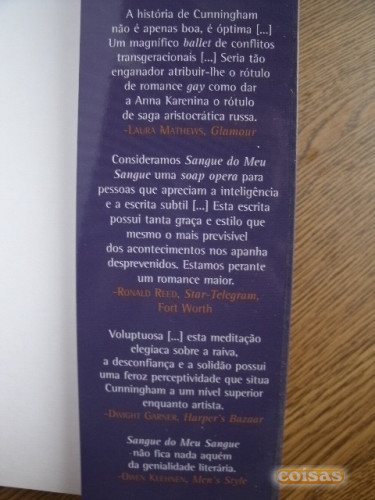 A história de Cunningham
não é apenas boa, é óptima [...]
Um magnífico ballet de conflitos
transgeracionais [...] Seria tão
enganador atribuir-lhe o rótulo
de romance gay como dar
a Anna Karenina o rótulo
de saga aristocrática russa.
-LAURA MATHEWS, Glamour
Consideramos Sangue do Meu
Sangue uma soap opera para
pessoas que apreciam a inteligência
e a escrita subtil [...] Esta escrita
possui tanta graça e estilo que
mesmo o mais previsível
dos acontecimentos nos apanha
desprevenidos. Estamos perante
um romance maior.
-RONALD REED, Star-Telegram,
Fort Worth
Voluptuosa [...] esta meditação
elegíaca sobre a raiva,
a desconfiança e a solidão possui
uma feroz perceptividade que situa
Cunningham a um nível superior
enquanto artista.
-DWIGHT GARNER, Harper's Bazaar
Sangue do Meu Sangue
não fica nada aquém
da genialidade literária.
-OWEN KEEHNEN, Men's Style
coisas